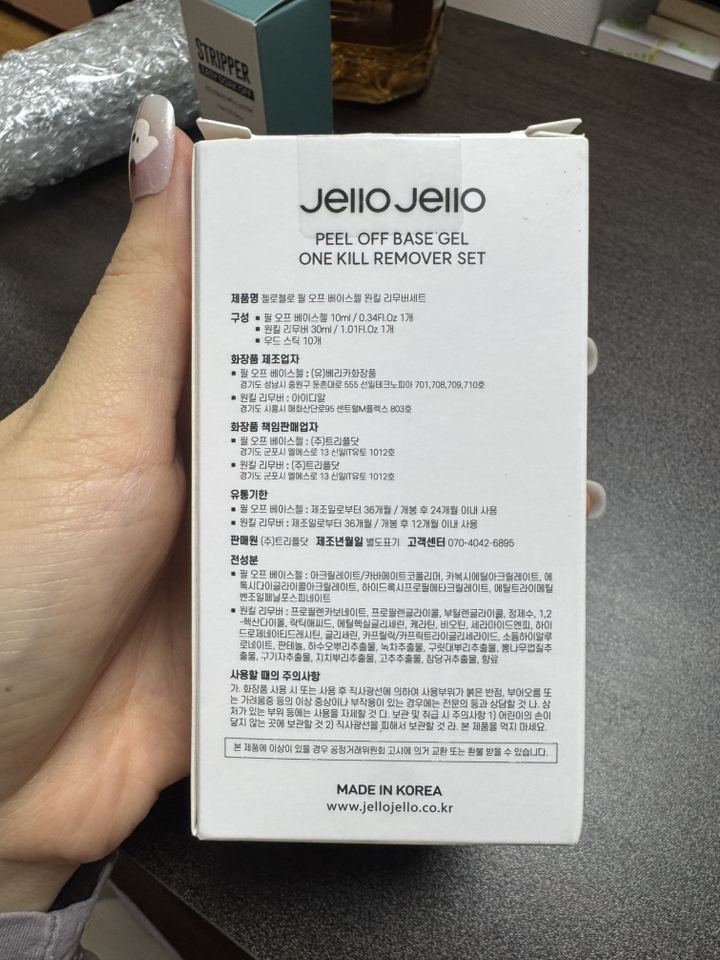 STRIPPER
EASY SOAK OFF
Jello Jello
PEEL OFF BASE GEL
ONE KILL REMOVER SET
제품명 젤로젤로 필 오프 베이스젤 원킬 리무버세트
구성 ■ 필 오프 베이스젤 10ml / 0.34Fl.Oz 1개
■ 원킬 리무버 30ml / 1.01Fl.Oz 1개
■ 우드 스틱 10개
화장품 제조업자
■ 필 오프 베이스젤 : (유)베리카화장품
경기도 성남시 중원구 둔촌대로 555 선일테크노피아 701,708,709,710호
■ 원킬 리무버 : 아이디알
경기도 시흥시 매화산단로95 센트럴M플렉스 803호
화장품 책임판매업자
■ 필 오프 베이스젤 : (주)트리플닷
경기도 군포시 엘에스로 13 신일IT유토 1012호
■ 원킬 리무버 : (주)트리플닷
경기도 군포시 엘에스로 13 신일IT유토 1012호
유통기한
■ 필 오프 베이스젤 : 제조일로부터 36개월 / 개봉 후 24개월 이내 사용
■ 원킬 리무버 : 제조일로부터 36개월 / 개봉 후 12개월 이내 사용
판매원 (주)트리플닷 제조년월일 별도표기 고객센터 070-4042-6895
전성분
■ 필 오프 베이스젤 : 아크릴레이트/카바메이트코폴리머, 카복시에틸아크릴레이트, 에
톡시다이글라이콜아크릴레이트, 하이드록시프로필메타크릴레이트, 에틸트라이메틸
벤조일페닐포스피네이트
■ 원킬 리무버 : 프로필렌카보네이트, 프로필렌글라이콜, 부틸렌글라이콜, 정제수, 1,2
-헥산다이올, 락틱애씨드, 에틸헥실글리세린, 케라틴, 비오틴, 세라마이드엔피, 하이
드로제네이티드레시틴, 글리세린, 카프릴릭/카프릭트라이글리세라이드, 소듐하이알루
로네이트, 판테놀, 하수오뿌리추출물, 녹차추출물, 구릿대뿌리추출물, 뽕나무껍질추
출물, 구기자추출물, 지치뿌리추출물, 고추추출물, 참당귀추출물, 향료
사용할 때의 주의사항
가. 화장품 사용 시 또는 사용 후 직사광선에 의하여 사용부위가 붉은 반점, 부어오름 또
는 가려움증 등의 이상 증상이나 부작용이 있는 경우에는 전문의 등과 상담할 것 나. 상
처가 있는 부위 등에는 사용을 자제할 것 다. 보관 및 취급 시 주의사항 1) 어린이의 손이
닿지 않는 곳에 보관할 것 2) 직사광선을 피해서 보관할 것 라. 본 제품을 먹지 마세요.
본 제품에 이상이 있을 경우 공정거래위원회 고시에 의거 교환 또는 환불 받을 수 있습니다.
MADE IN KOREA
www.jellojello.co.kr